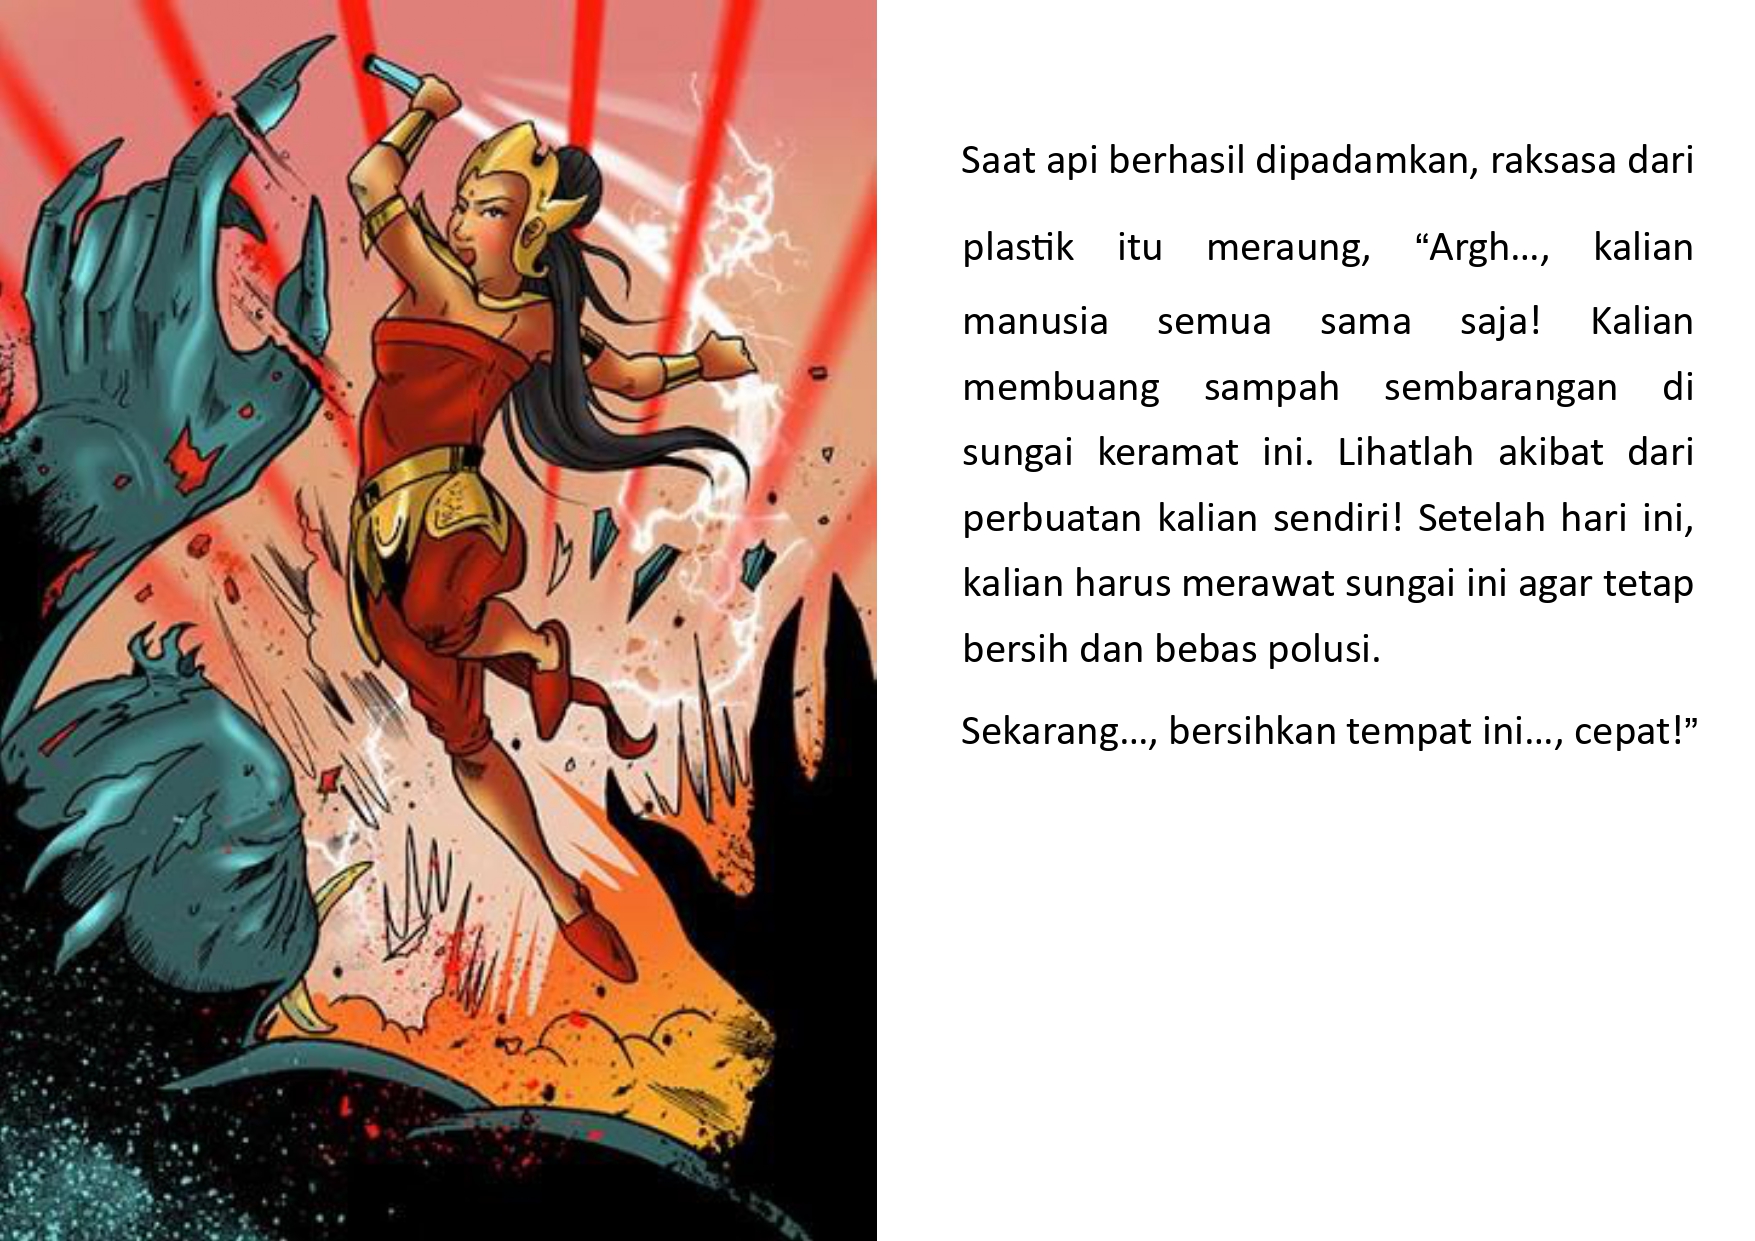 Saat api berhasil dipadamkan, raksasa dari
plastik itu meraung, “Argh…, kalian
manusia semua sama saja! Kalian
membuang sampah sembarangan di
sungai keramat ini. Lihatlah akibat dari
perbuatan kalian sendiri! Setelah hari ini,
kalian harus merawat sungai ini agar tetap
bersih dan bebas polusi.
Sekarang…, bersihkan tempat ini…, cepat!”